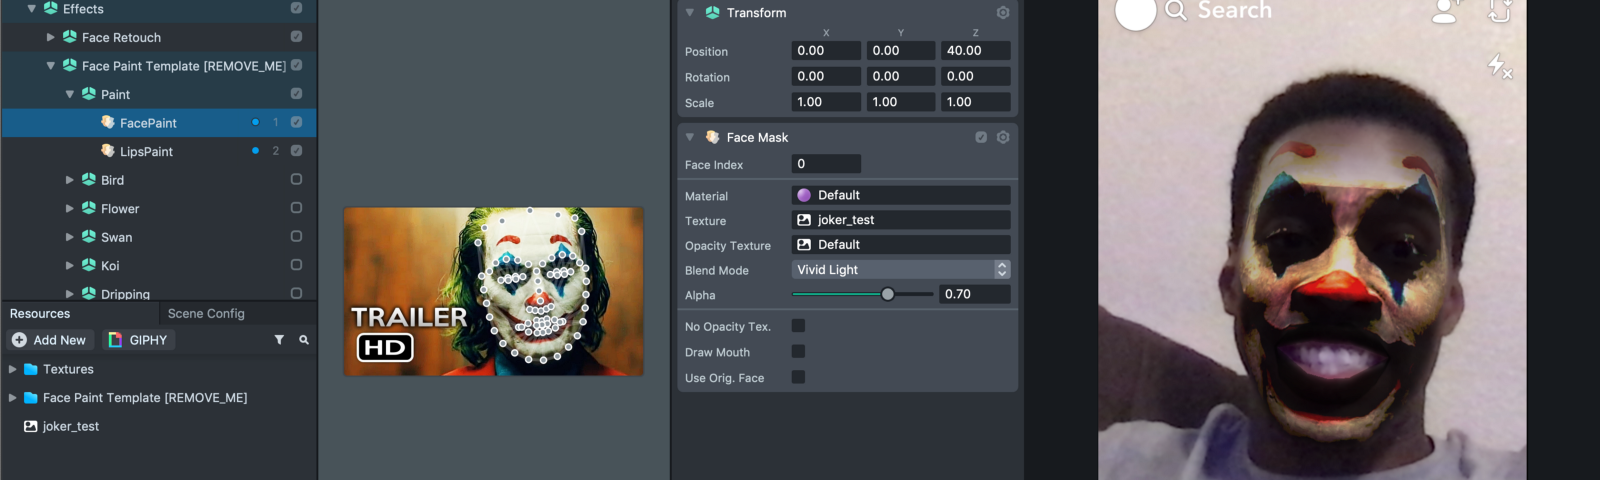 Effects
Face Retouch
Face Paint Template [REMOVE_ME]
Paint
FacePaint 1
LipsPaint 2
Bird
Flower
Swan
Koi
Dripping
Resources Scene Config
Add New GIPHY
Textures
Face Paint Template [REMOVE_ME]
joker_test
TRAILER
HD
Transform
X Y Z
Position 0.00 0.00 40.00
Rotation 0.00 0.00 0.00
Scale 1.00 1.00 1.00
Face Mask
Face Index 0
Material Default
Texture joker_test
Opacity Texture Default
Blend Mode Vivid Light
Alpha 0.70
No Opacity Tex.
Draw Mouth
Use Orig. Face
Search